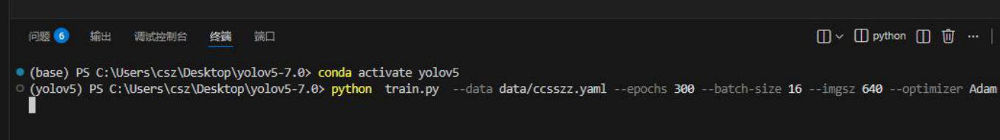 问题 6 输出 调试控制台 终端 端口 python
(base) PS C:\Users\csz\Desktop\yolov5-7.0> conda activate yolov5
(yolov5) PS C:\Users\csz\Desktop\yolov5-7.0> python  train.py  --data data/ccsszz.yaml --epochs 300 --batch-size 16 --imgsz 640 --optimizer Adam